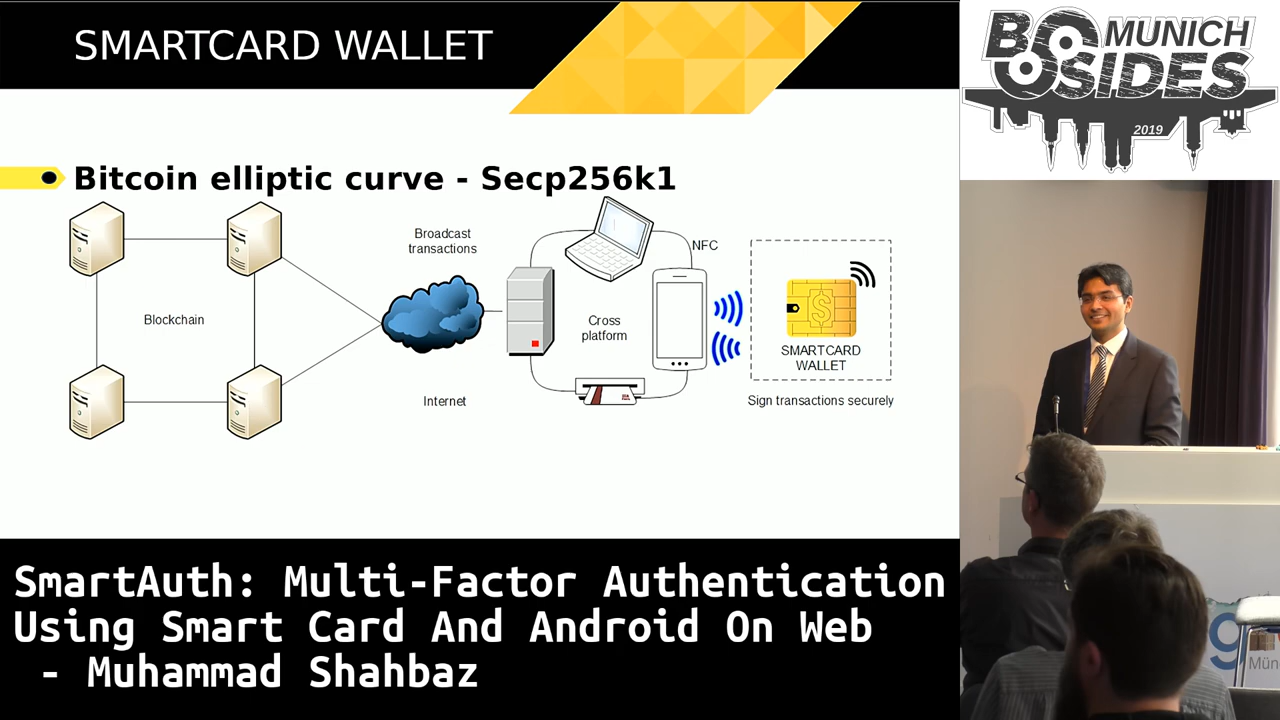 SMARTCARD WALLET
BSIDES MUNICH
2019
Bitcoin elliptic curve - Secp256k1
Broadcast
transactions
NFC
Blockchain
Cross
platform
$
SMARTCARD
WALLET
Internet
Sign transactions securely
SmartAuth: Multi-Factor Authentication
Using Smart Card And Android On Web
- Muhammad Shahbaz
g
Mün